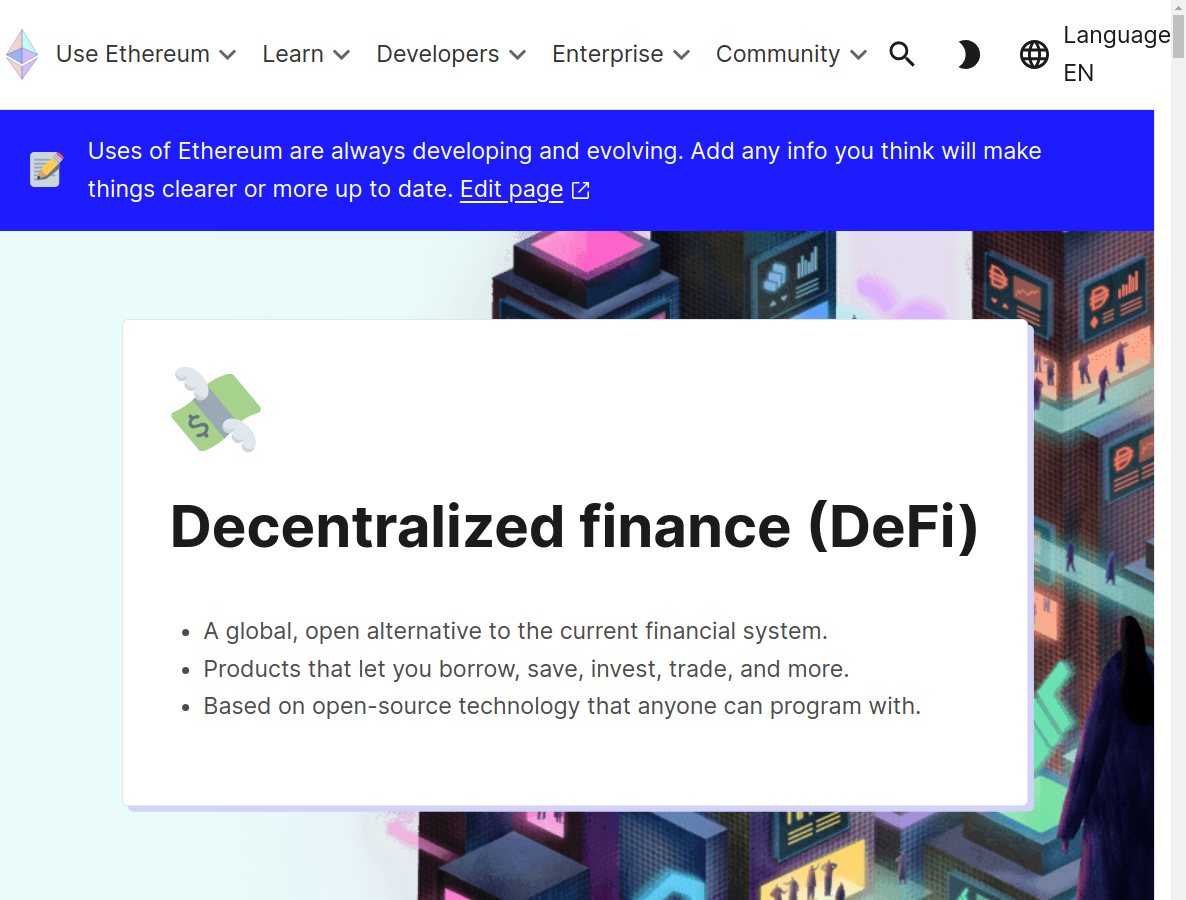 Use Ethereum Learn Developers Enterprise Community Language
EN
Uses of Ethereum are always developing and evolving. Add any info you think will make
things clearer or more up to date. Edit page
Decentralized finance (DeFi)
A global, open alternative to the current financial system.
Products that let you borrow, save, invest, trade, and more.
Based on open-source technology that anyone can program with.